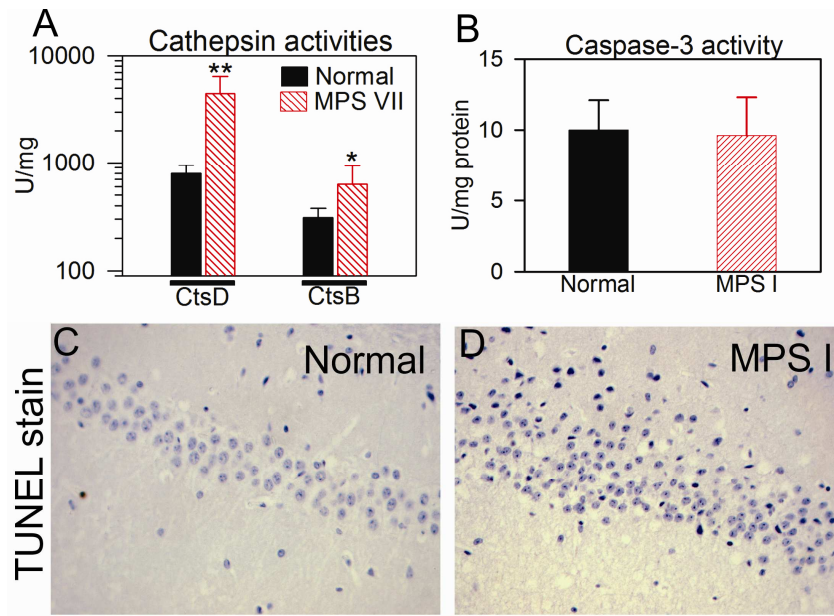 A
Cathepsin activities
10000
1000
100
U/mg
**
*
Normal
MPS VII
CtsD
CtsB
B
Caspase-3 activity
15
10
5
0
U/mg protein
Normal
MPS I
TUNEL stain
C
Normal
D
MPS I